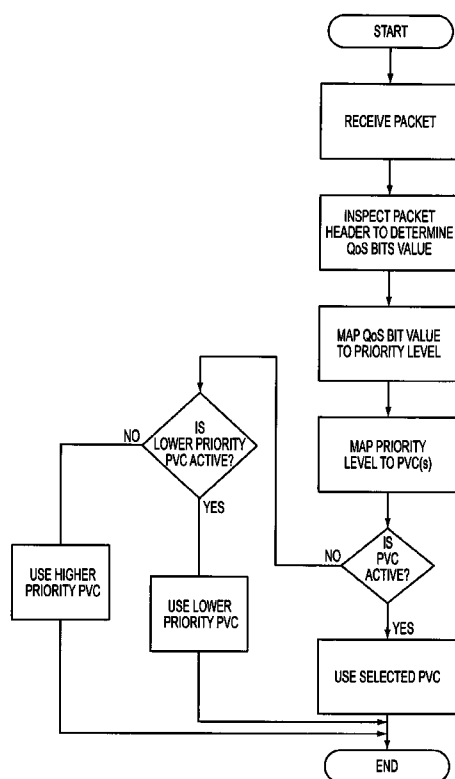 START
RECEIVE PACKET
INSPECT PACKET
HEADER TO DETERMINE
QoS BITS VALUE
MAP QoS BIT VALUE
TO PRIORITY LEVEL
MAP PRIORITY
LEVEL TO PVC(s)
IS
PVC
ACTIVE?
NO
YES
IS
LOWER PRIORITY
PVC ACTIVE?
NO
YES
USE HIGHER
PRIORITY PVC
USE LOWER
PRIORITY PVC
USE SELECTED PVC
END